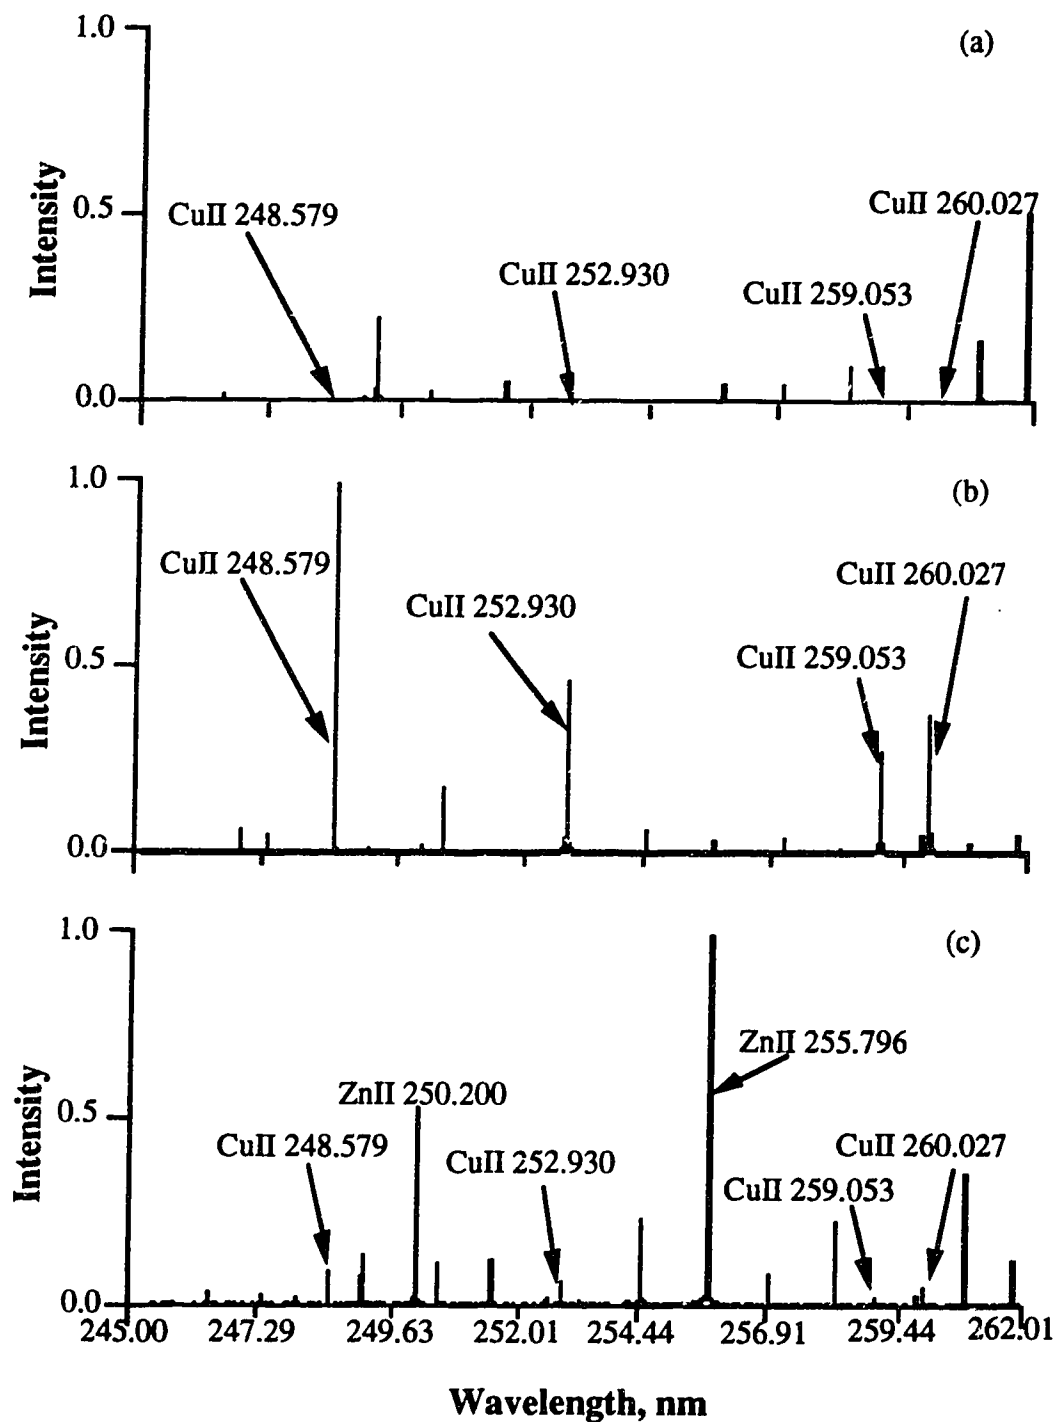 1.0
(a)
Intensity
0.5
CuII 248.579
CuII 260.027
CuII 252.930
CuII 259.053
0.0
1.0
(b)
CuII 248.579
CuII 260.027
CuII 252.930
Intensity
0.5
CuII 259.053
0.0
1.0
(c)
ZnII 255.796
Intensity
0.5
ZnII 250.200
CuII 248.579
CuII 252.930
CuII 260.027
CuII 259.053
0.0
245.00 247.29 249.63 252.01 254.44 256.91 259.44 262.01
Wavelength, nm